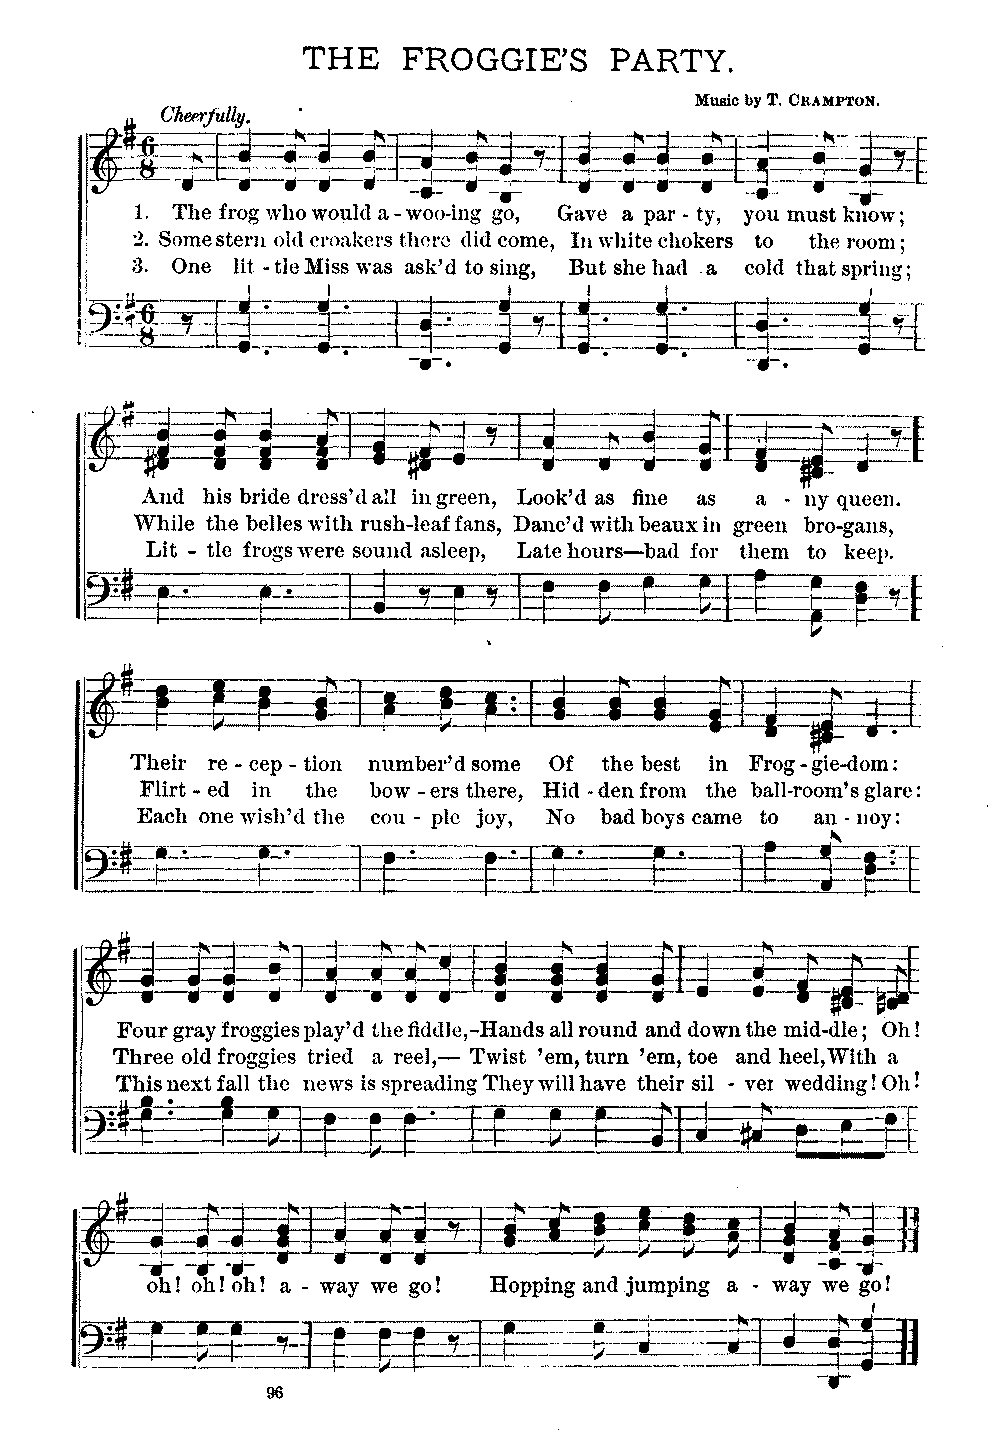 THE FROGGIE'S PARTY.
Music by T. CRAMPTON.
Cheerfully.
1. The frog who would a-woo-ing go, Gave a par-ty, you must know;
2. Some stern old croakers there did come, In white chokers to the room;
3. One lit-tle Miss was ask'd to sing, But she had a cold that spring;
And his bride dress'd all in green, Look'd as fine as a-ny queen.
While the belles with rush-leaf fans, Danc'd with beaux in green bro-gans,
Lit-tle frogs were sound asleep, Late hours—bad for them to keep.
Their re-cep-tion number'd some Of the best in Frog-gie-dom:
Flirt-ed in the bow-ers there, Hid-den from the ball-room's glare:
Each one wish'd the cou-ple joy, No bad boys came to an-noy:
Four gray froggies play'd the fiddle,-Hands all round and down the mid-dle; Oh!
Three old froggies tried a reel,— Twist 'em, turn 'em, toe and heel, With a
This next fall the news is spreading They will have their sil-ver wedding! Oh!
oh! oh! oh! a-way we go! Hopping and jumping a-way we go!
96